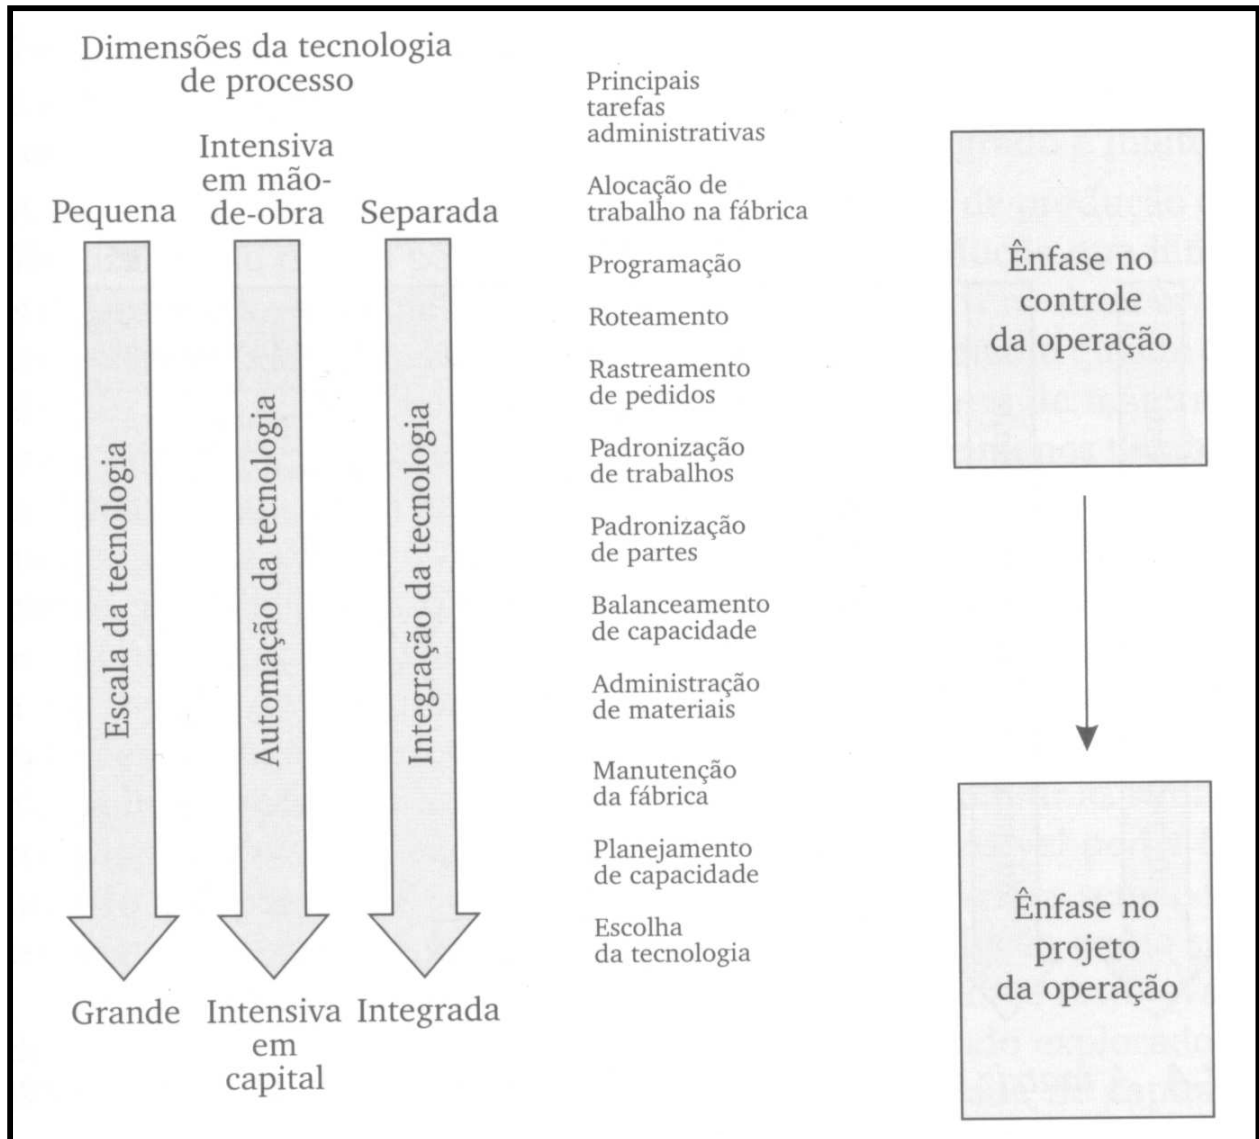 Dimensões da tecnologia
de processo
Pequena
Intensiva
em mão-
de-obra
Separada
Escala da tecnologia
Automação da tecnologia
Integração da tecnologia
Grande
Intensiva
em
capital
Integrada
Principais
tarefas
administrativas
Alocação de
trabalho na fábrica
Programação
Roteamento
Rastreamento
de pedidos
Padronização
de trabalhos
Padronização
de partes
Balanceamento
de capacidade
Administração
de materiais
Manutenção
da fábrica
Planejamento
de capacidade
Escolha
da tecnologia
Ênfase no
controle
da operação
Ênfase no
projeto
da operação